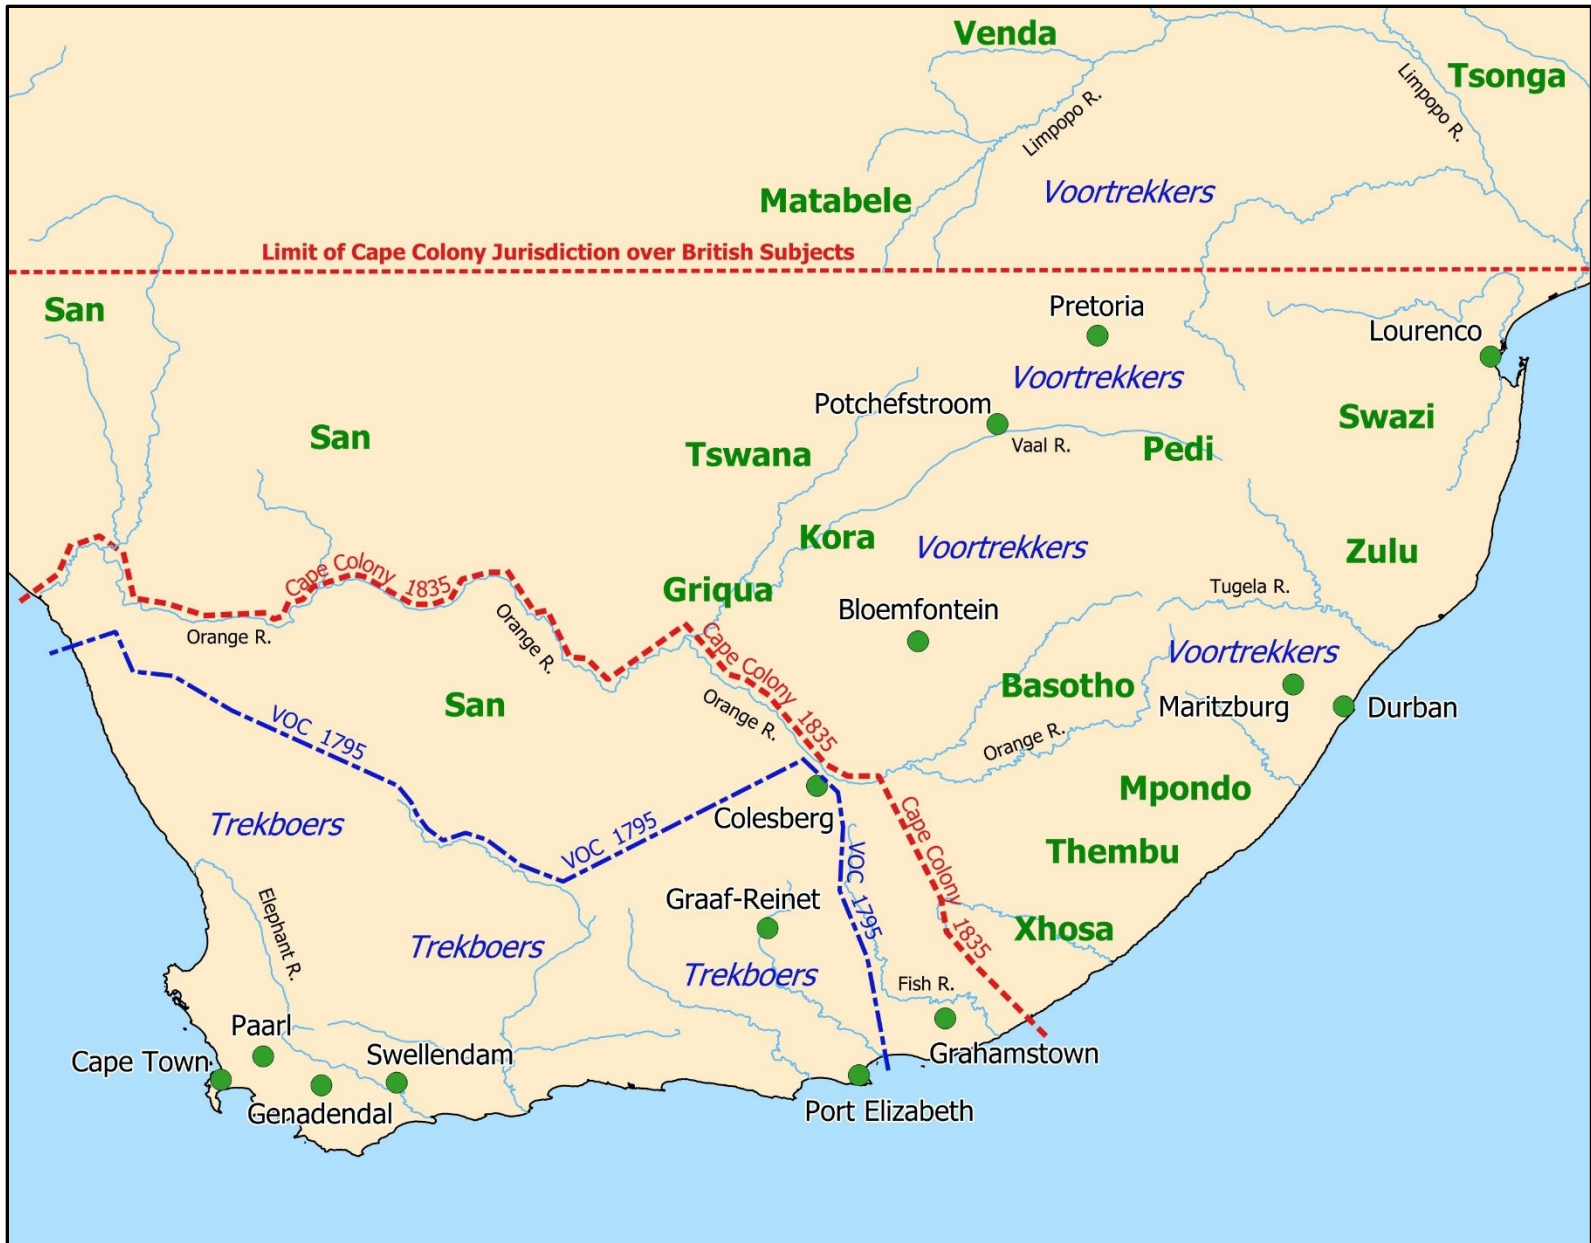 Venda
Tsonga
Limpopo R.
Limpopo R.
Matabele
Voortrekkers
Limit of Cape Colony Jurisdiction over British Subjects
San
Pretoria
Lourenco
Voortrekkers
Potchefstroom
Swazi
San
Tswana
Vaal R.
Pedi
Kora
Voortrekkers
Zulu
Cape Colony 1835
Griqua
Tugela R.
Bloemfontein
Orange R.
Orange R.
Cape Colony 1835
Voortrekkers
Basotho
San
Orange R.
Maritzburg
Durban
VOC 1795
Orange R.
Mpondo
Colesberg
Trekboers
VOC 1795
Cape Colony 1835
Thembu
VOC 1795
Graaf-Reinet
Elephant R.
Xhosa
Trekboers
Trekboers
Fish R.
Paarl
Cape Town
Swellendam
Grahamstown
Genadendal
Port Elizabeth